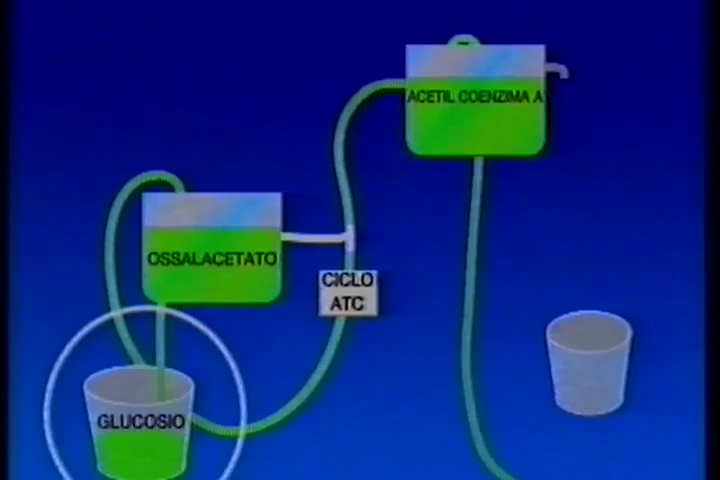 ACETIL COENZIMA A
OSSALACETATO
CICLO
ATC
GLUCOSIO